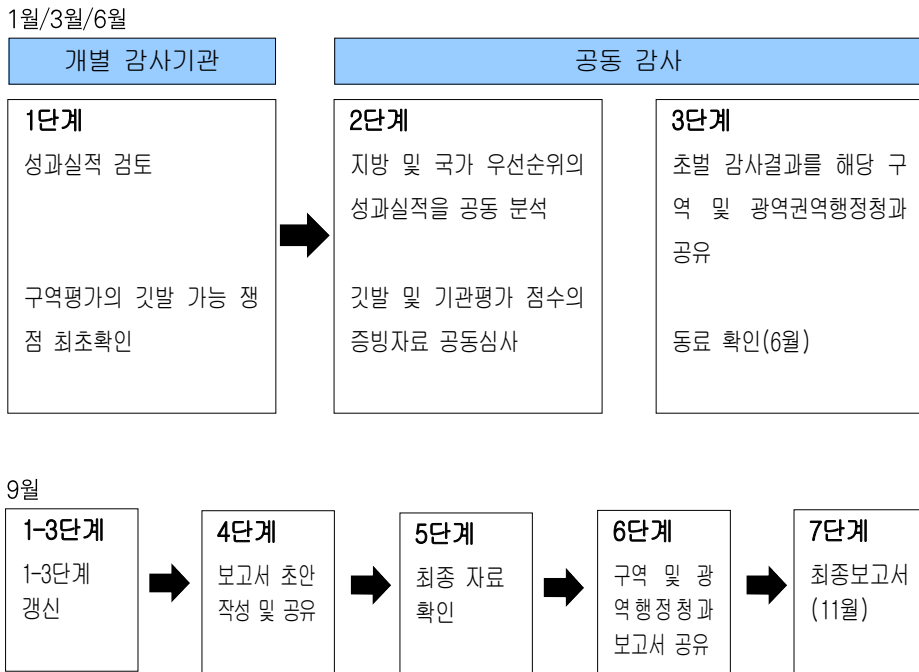 1월/3월/6월
개별 감사기관
공동 감사
1단계
성과실적 검토
구역평가의 깃발 가능 쟁
점 최초확인
2단계
지방 및 국가 우선순위의
성과실적을 공동 분석
깃발 및 기관평가 점수의
증빙자료 공동심사
3단계
초벌 감사결과를 해당 구
역 및 광역권역행정청과
공유
동료 확인(6월)
9월
1-3단계
1-3단계
갱신
4단계
보고서 초안
작성 및 공유
5단계
최종 자료
확인
6단계
구역 및 광
역행정청과
보고서 공유
7단계
최종보고서
(11월)